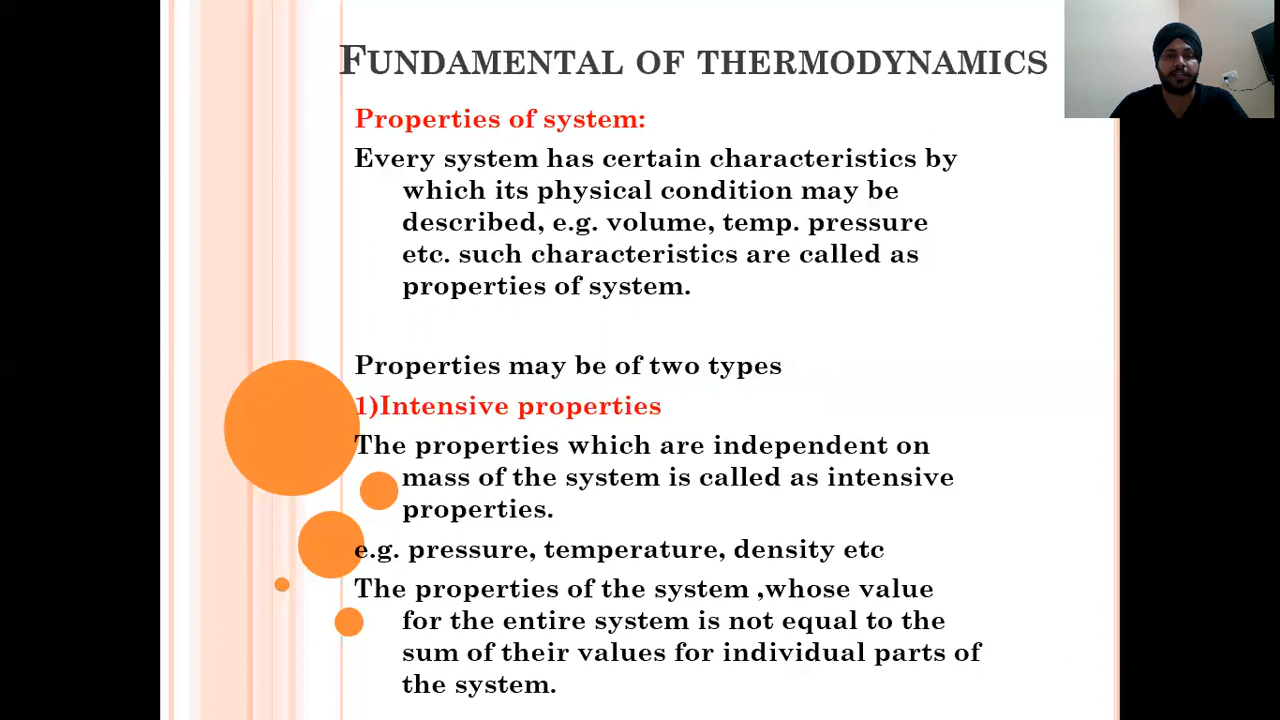 FUNDAMENTAL OF THERMODYNAMICS
Properties of system:
Every system has certain characteristics by
which its physical condition may be
described, e.g. volume, temp. pressure
etc. such characteristics are called as
properties of system.
Properties may be of two types
1)Intensive properties
The properties which are independent on
mass of the system is called as intensive
properties.
e.g. pressure, temperature, density etc
The properties of the system ,whose value
for the entire system is not equal to the
sum of their values for individual parts of
the system.